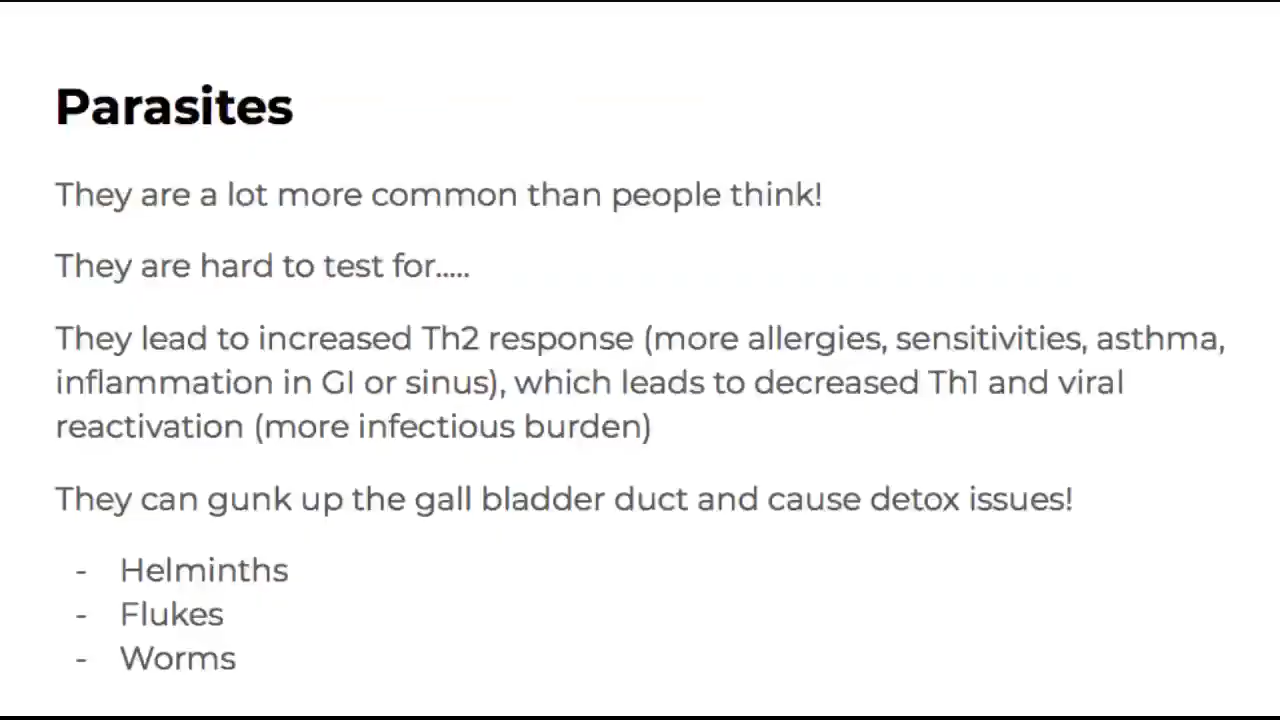 Parasites
They are a lot more common than people think!
They are hard to test for.....
They lead to increased Th2 response (more allergies, sensitivities, asthma,
inflammation in GI or sinus), which leads to decreased Th1 and viral
reactivation (more infectious burden)
They can gunk up the gall bladder duct and cause detox issues!
- Helminths
- Flukes
- Worms